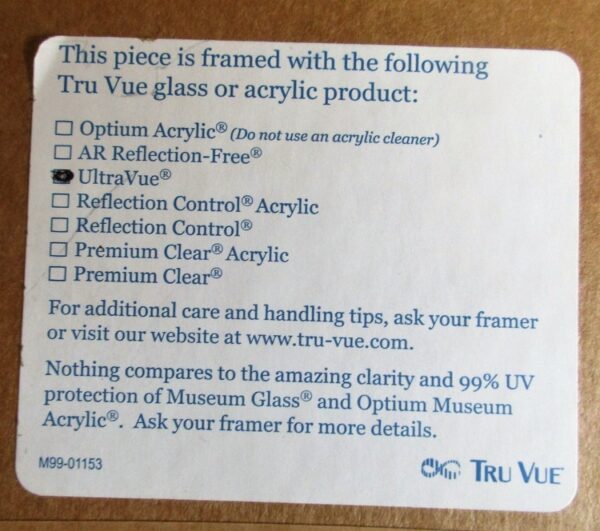 This piece is framed with the following
Tru Vue glass or acrylic product:
☐ Optium Acrylic® (Do not use an acrylic cleaner)
☐ AR Reflection-Free®
■ UltraVue®
☐ Reflection Control® Acrylic
☐ Reflection Control®
☐ Premium Clear® Acrylic
☐ Premium Clear®
For additional care and handling tips, ask your framer
or visit our website at www.tru-vue.com.
Nothing compares to the amazing clarity and 99% UV
protection of Museum Glass® and Optium Museum
Acrylic®. Ask your framer for more details.
M99-01153
TRU VUE